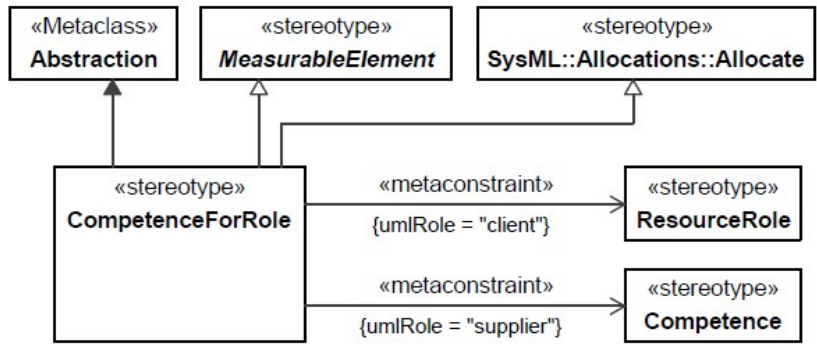 «Metaclass»
Abstraction
«stereotype»
MeasurableElement
«stereotype»
SysML::Allocations::Allocate
«stereotype»
CompetenceForRole
«metaconstraint»
{umlRole = "client"}
«stereotype»
ResourceRole
«metaconstraint»
{umlRole = "supplier"}
«stereotype»
Competence